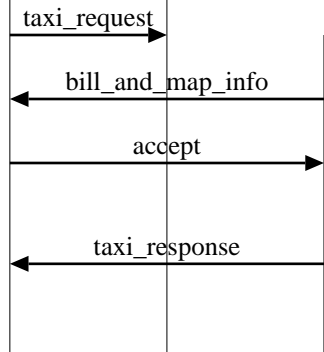 taxi_request
bill_and_map_info
accept
taxi_response